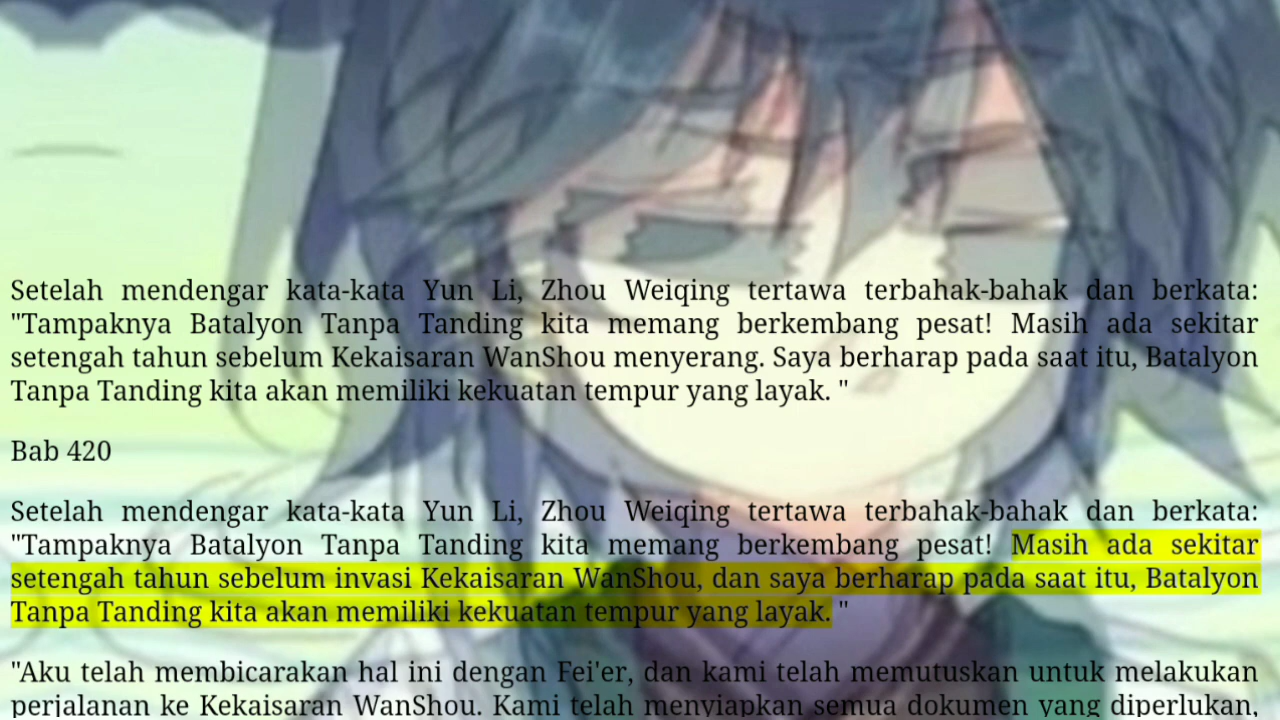 Setelah mendengar kata-kata Yun Li, Zhou Weiqing tertawa terbahak-bahak dan berkata:
"Tampaknya Batalyon Tanpa Tanding kita memang berkembang pesat! Masih ada sekitar
setengah tahun sebelum Kekaisaran WanShou menyerang. Saya berharap pada saat itu, Batalyon
Tanpa Tanding kita akan memiliki kekuatan tempur yang layak. "
Bab 420
Setelah mendengar kata-kata Yun Li, Zhou Weiqing tertawa terbahak-bahak dan berkata:
"Tampaknya Batalyon Tanpa Tanding kita memang berkembang pesat! Masih ada sekitar
setengah tahun sebelum invasi Kekaisaran WanShou, dan saya berharap pada saat itu, Batalyon
Tanpa Tanding kita akan memiliki kekuatan tempur yang layak. "
"Aku telah membicarakan hal ini dengan Fei'er, dan kami telah memutuskan untuk melakukan
perjalanan ke Kekaisaran WanShou. Kami telah menyiapkan semua dokumen yang diperlukan,